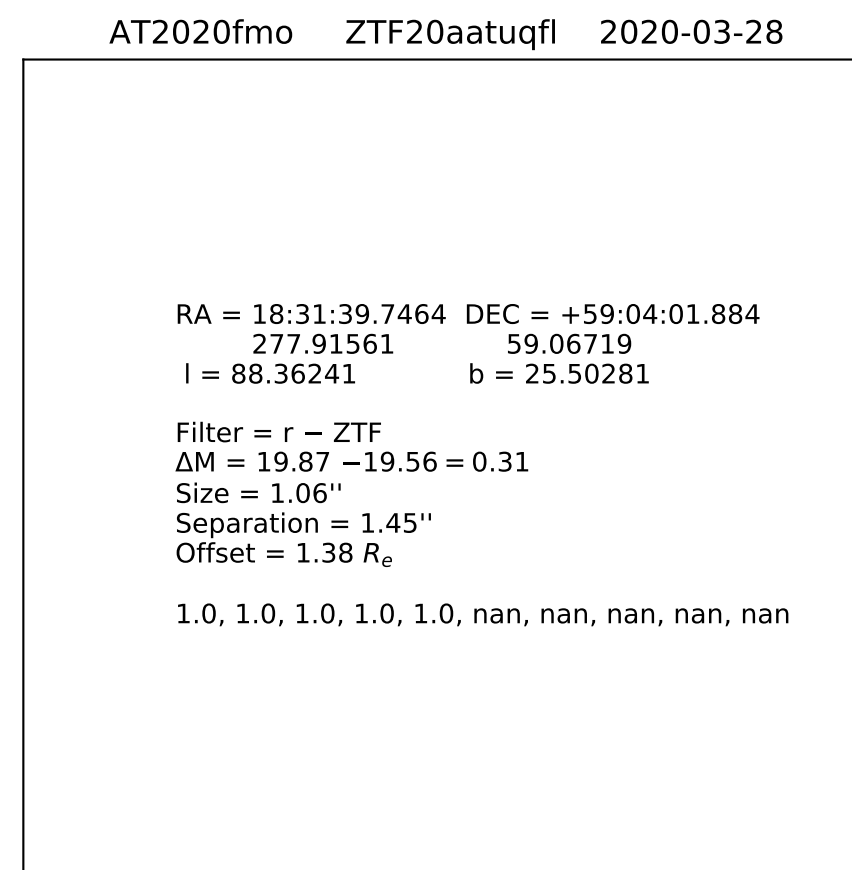 AT2020fmo ZTF20aatuqfl 2020-03-28
RA = 18:31:39.7464 DEC = +59:04:01.884
277.91561 59.06719
l = 88.36241 b = 25.50281
Filter = r − ZTF
ΔM = 19.87 −19.56 = 0.31
Size = 1.06''
Separation = 1.45''
Offset = 1.38 Re
1.0, 1.0, 1.0, 1.0, 1.0, nan, nan, nan, nan, nan